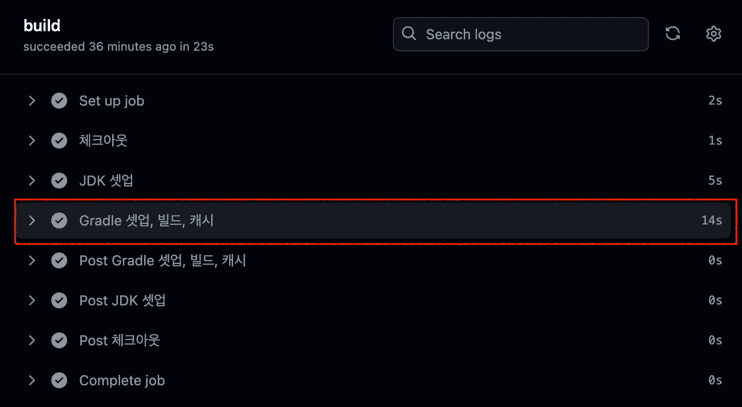 build
succeeded 36 minutes ago in 23s
Search logs
Set up job 2s
체크아웃 1s
JDK 셋업 5s
Gradle 셋업, 빌드, 캐시 14s
Post Gradle 셋업, 빌드, 캐시 0s
Post JDK 셋업 0s
Post 체크아웃 0s
Complete job 0s